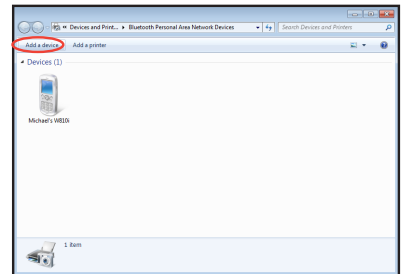 « Devices and Print... ▸ Bluetooth Personal Area Network Devices Search Devices and Printers
Add a device Add a printer
Devices (1)
Michael's W810i
1 item